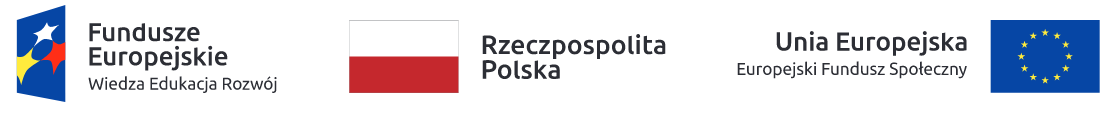 Fundusze
Europejskie
Wiedza Edukacja Rozwój
Rzeczpospolita
Polska
Unia Europejska
Europejski Fundusz Społeczny